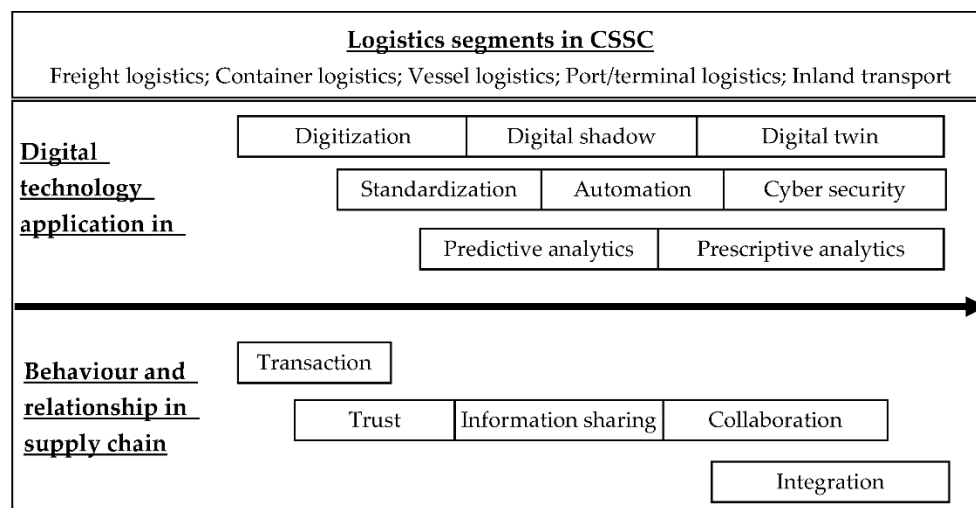 Logistics segments in CSSC
Freight logistics; Container logistics; Vessel logistics; Port/terminal logistics; Inland transport
Digital
technology
application in
Digitization
Digital shadow
Digital twin
Standardization
Automation
Cyber security
Predictive analytics
Prescriptive analytics
Behaviour and
relationship in
supply chain
Transaction
Trust
Information sharing
Collaboration
Integration